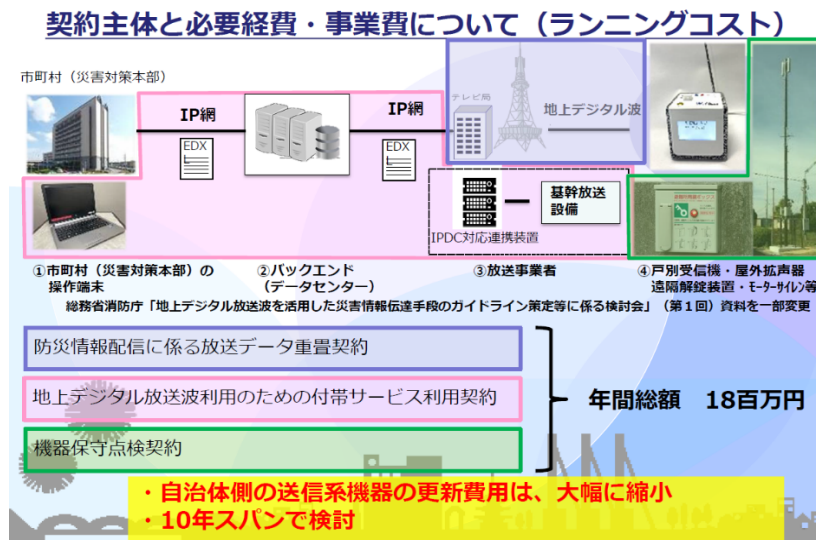 契約主体と必要経費・事業費について（ランニングコスト）
市町村（災害対策本部）
IP網
IP網
EDX
EDX
テレビ局
地上デジタル波
IPDC対応連携装置
基幹放送
設備
①市町村（災害対策本部）の
操作端末
②バックエンド
（データセンター）
③放送事業者
④戸別受信機・屋外拡声器
遠隔解錠装置・モーターサイレン等
総務省消防庁「地上デジタル放送波を活用した災害情報伝達手段のガイドライン策定等に係る検討会」（第１回）資料を一部変更
防災情報配信に係る放送データ重畳契約
地上デジタル放送波利用のための付帯サービス利用契約
機器保守点検契約
年間総額　18百万円
・自治体側の送信系機器の更新費用は、大幅に縮小
・10年スパンで検討